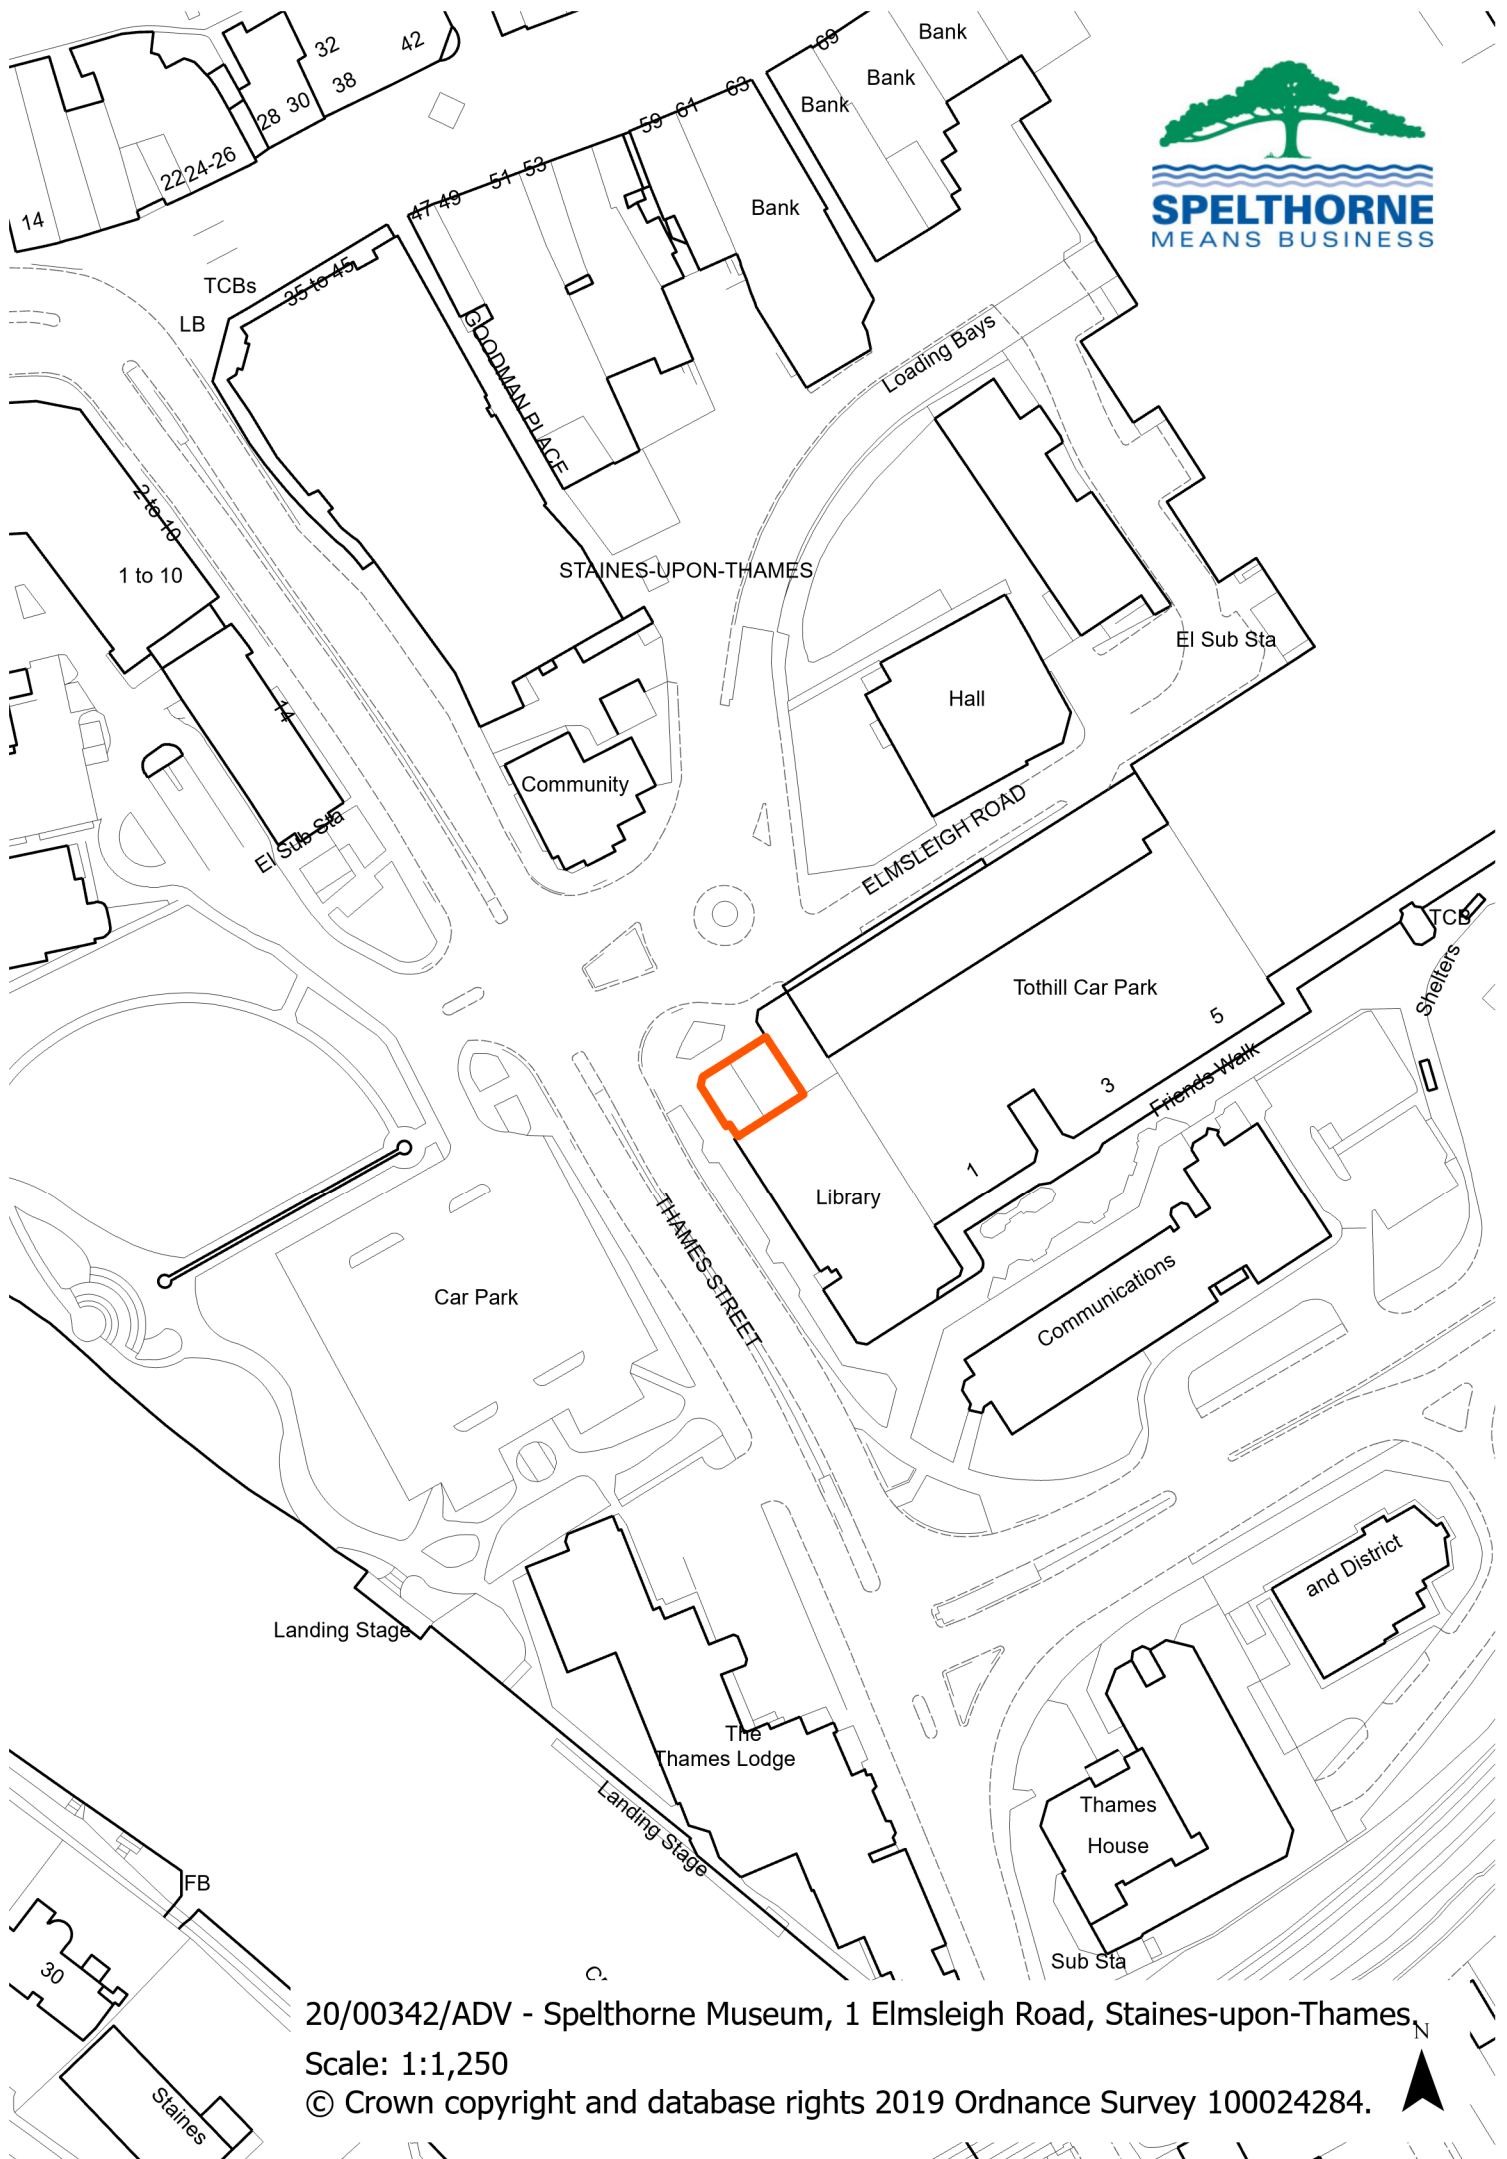 Bank
69
Bank
Bank
32
42
38
30
28
63
61
59
22
24-26
14
53
51
47-49
Bank
SPELTHORNE
MEANS BUSINESS
TCBs
35 to 45
LB
GOODMAN PLACE
Loading Bays
2 to 10
1 to 10
STAINES-UPON-THAMES
El Sub Sta
Hall
14
Community
El Sub Sta
ELMSLEIGH ROAD
TCB
Shelters
Tothill Car Park
5
3
Friends Walk
1
Library
THAMES STREET
Car Park
Communications
and District
Landing Stage
The
Thames Lodge
Landing Stage
Thames
House
FB
30
Sub Sta
Staines
20/00342/ADV - Spelthorne Museum, 1 Elmsleigh Road, Staines-upon-Thames.
N
Scale: 1:1,250
© Crown copyright and database rights 2019 Ordnance Survey 100024284.